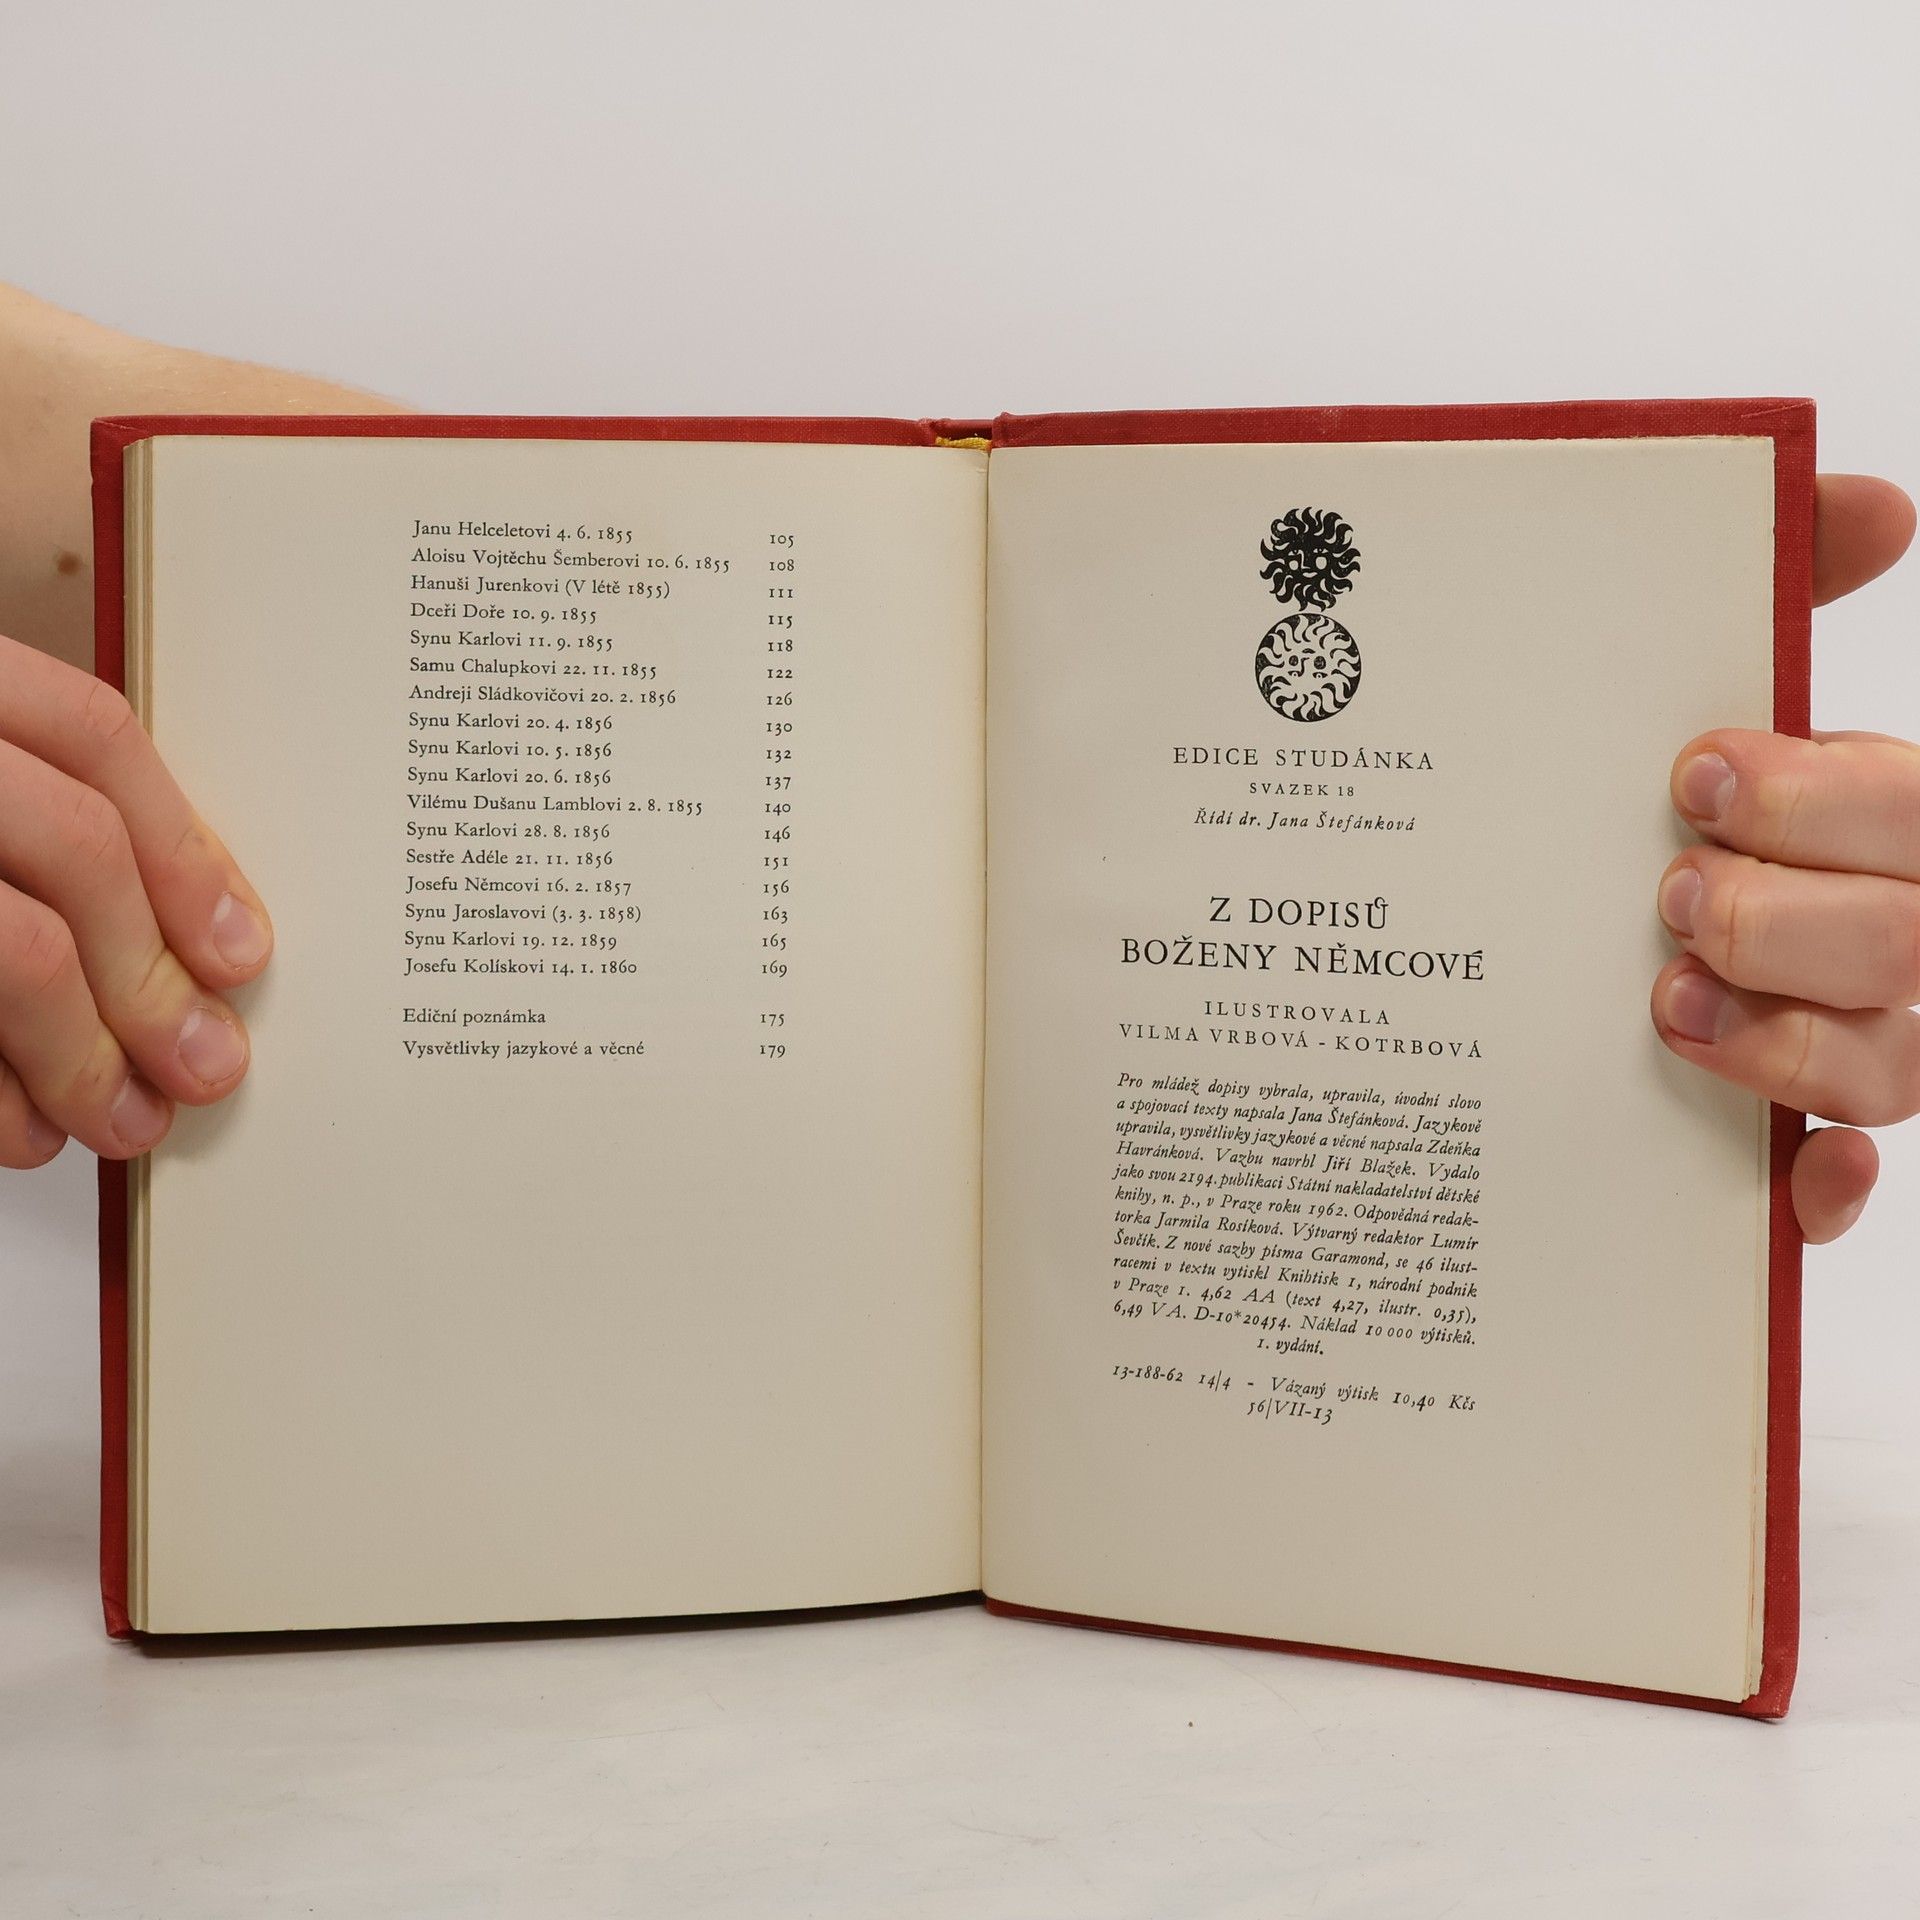 Janu Helceletovi 4. 6. 1855 105
Aloisu Vojtěchu Šemberovi 10. 6. 1855 108
Hanuši Jurenkovi (V létě 1855) 111
Dceři Doře 10. 9. 1855 115
Synu Karlovi 11. 9. 1855 118
Samu Chalupkovi 22. 11. 1855 122
Andreji Sládkovičovi 20. 2. 1856 126
Synu Karlovi 20. 4. 1856 130
Synu Karlovi 10. 5. 1856 132
Synu Karlovi 20. 6. 1856 137
Vilému Dušanu Lamblovi 2. 8. 1855 140
Synu Karlovi 28. 8. 1856 146
Sestře Adéle 21. 11. 1856 151
Josefu Němcovi 16. 2. 1857 156
Synu Jaroslavovi (3. 3. 1858) 163
Synu Karlovi 19. 12. 1859 165
Josefu Kolískovi 14. 1. 1860 169
Ediční poznámka 175
Vysvětlivky jazykové a věcné 179
EDICE STUDÁNKA
SVAZEK 18
Řídí dr. Jana Štefánková
Z DOPISŮ
BOŽENY NĚMCOVÉ
ILUSTROVALA
VILMA VRBOVÁ - KOTRBOVÁ
Pro mládež dopisy vybrala, upravila, úvodní slovo
a spojovací texty napsala Jana Štefánková. Jazykově
upravila, vysvětlivky jazykové a věcné napsala Zdeňka
Havránková. Vazbu navrhl Jiří Blažek. Vydalo
jako svou 2194. publikaci Státní nakladatelství dětské
knihy, n. p., v Praze roku 1962. Odpovědná redak-
torka Jarmila Rosíková. Výtvarný redaktor Lumír
Ševčík. Z nové sazby písma Garamond, se 46 ilust-
racemi v textu vytiskl Knihtisk 1, národní podnik
v Praze 1. 4,62 AA (text 4,27, ilustr. 0,35),
6,49 VA. D-10*20454. Náklad 10 000 výtisků.
1. vydání.
13-188-62 14/4 - Vázaný výtisk 10,40 Kčs
56/VII-13